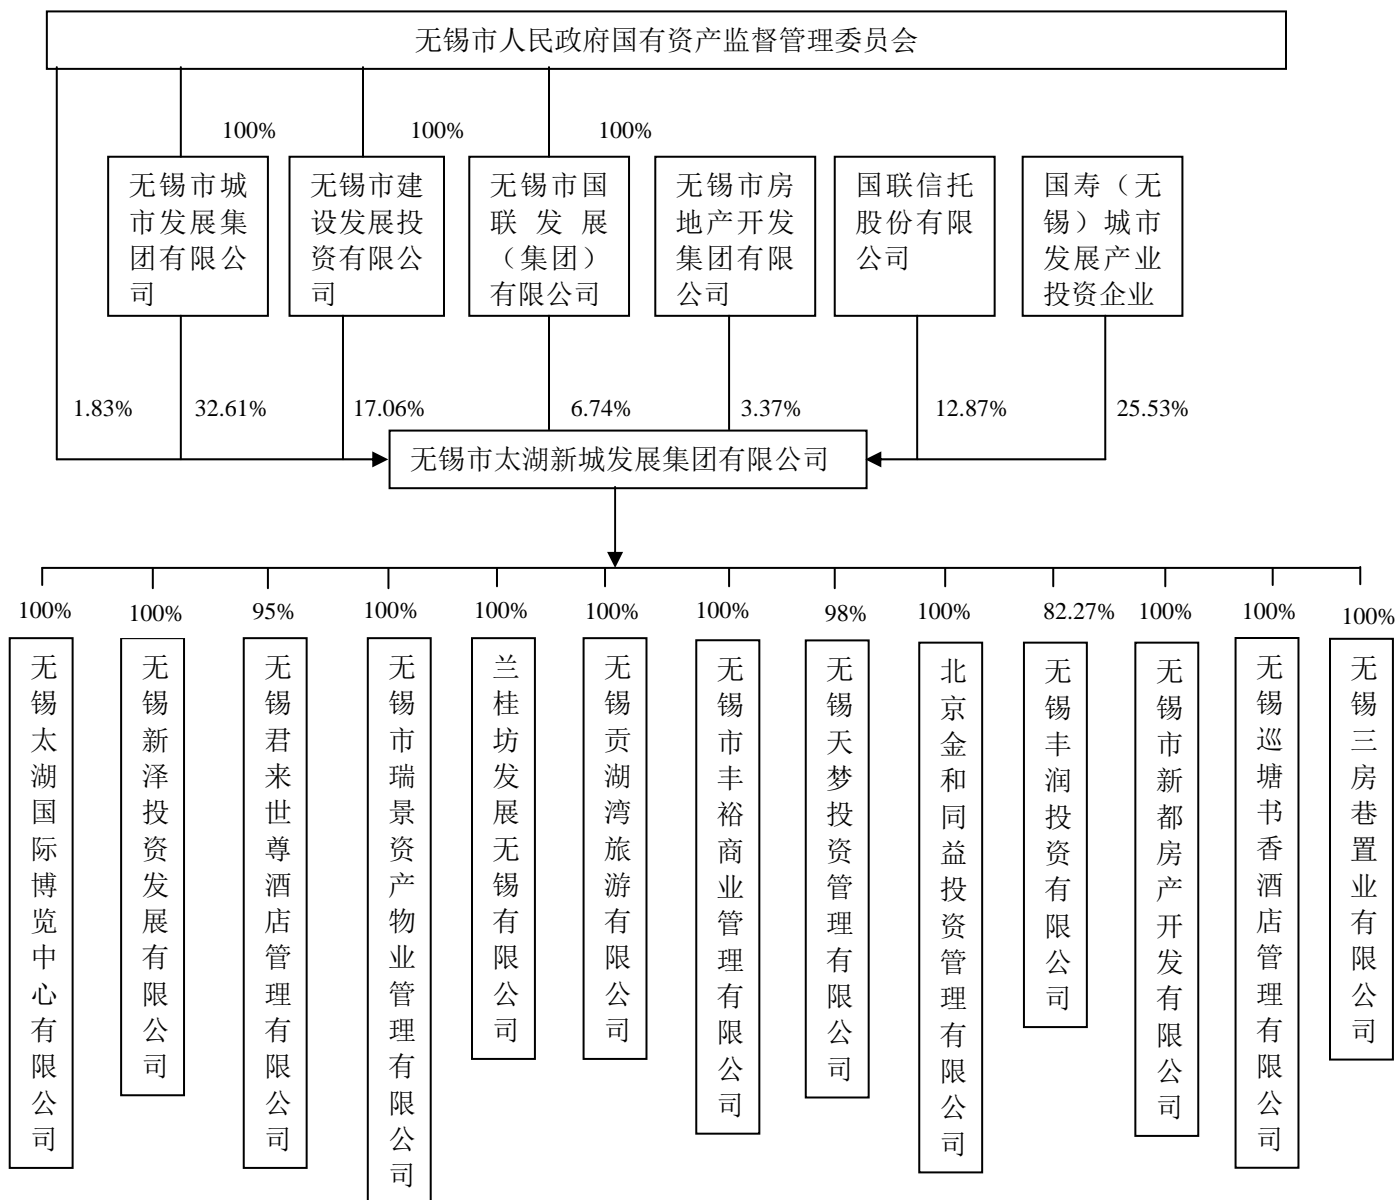 无锡市人民政府国有资产监督管理委员会
100%
100%
100%
无锡市城
市发展集
团有限公
司
无锡市建
设发展投
资有限公
司
无锡市国
联发展
（集团）
有限公司
无锡市房
地产开发
集团有限
公司
国联信托
股份有限
公司
国寿（无
锡）城市
发展产业
投资企业
1.83%
32.61%
17.06%
6.74%
3.37%
12.87%
25.53%
无锡市太湖新城发展集团有限公司
100%
100%
95%
100%
100%
100%
100%
98%
100%
82.27%
100%
100%
100%
无锡太湖国际博览中心有限公司
无锡新泽投资发展有限公司
无锡君来世尊酒店管理有限公司
无锡市瑞景资产物业管理有限公司
兰桂坊发展无锡有限公司
无锡贡湖湾旅游有限公司
无锡市丰裕商业管理有限公司
无锡天梦投资管理有限公司
北京金和同益投资管理有限公司
无锡丰润投资有限公司
无锡市新都房产开发有限公司
无锡巡塘书香酒店管理有限公司
无锡三房巷置业有限公司